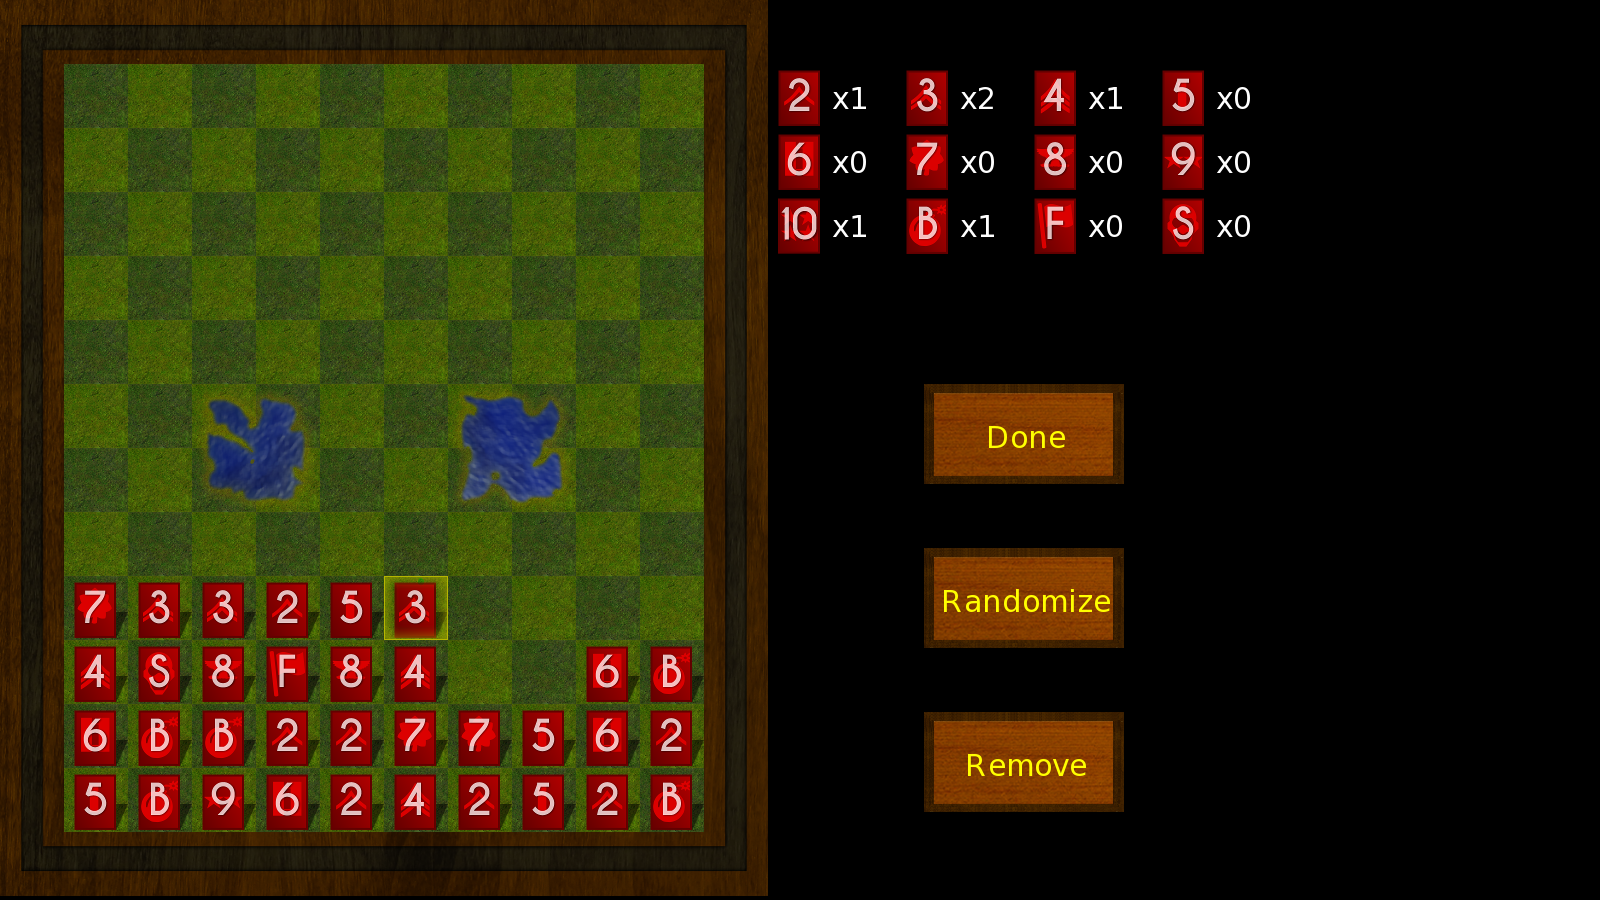 2 x1 3 x2 4 x1 5 x0
6 x0 7 x0 8 x0 9 x0
10 x1 B x1 F x0 S x0
Done
Randomize
Remove
7 3 3 2 5 3
4 S 8 F 8 4 6 B
6 B B 2 2 7 7 5 6 2
5 B 9 6 2 4 2 5 2 B